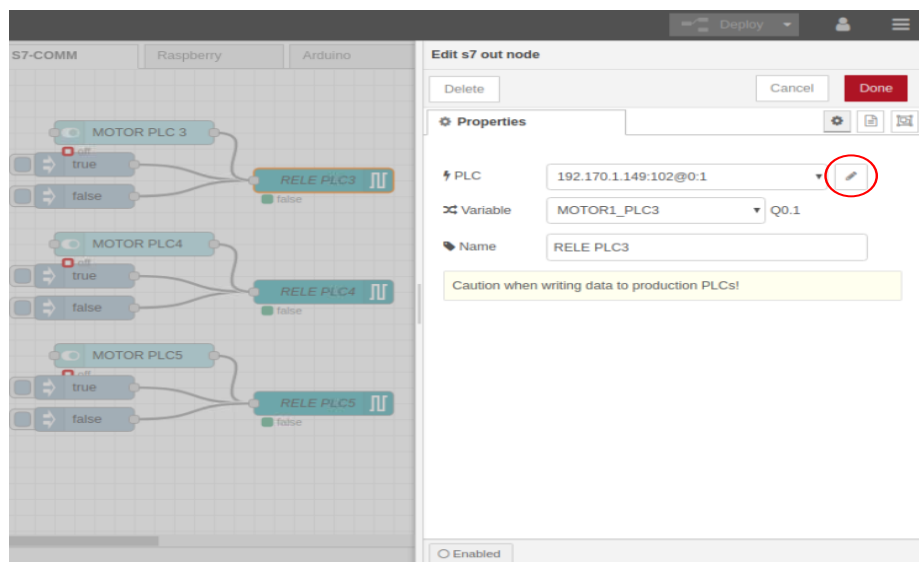 Deploy
S7-COMM
Raspberry
Arduino
MOTOR PLC 3
off
true
false
RELE PLC3
false
MOTOR PLC4
off
true
false
RELE PLC4
false
MOTOR PLC5
off
true
false
RELE PLC5
false
Edit s7 out node
Delete
Cancel
Done
Properties
PLC
192.170.1.149:102@0:1
Variable
MOTOR1_PLC3
Q0.1
Name
RELE PLC3
Caution when writing data to production PLCs!
Enabled